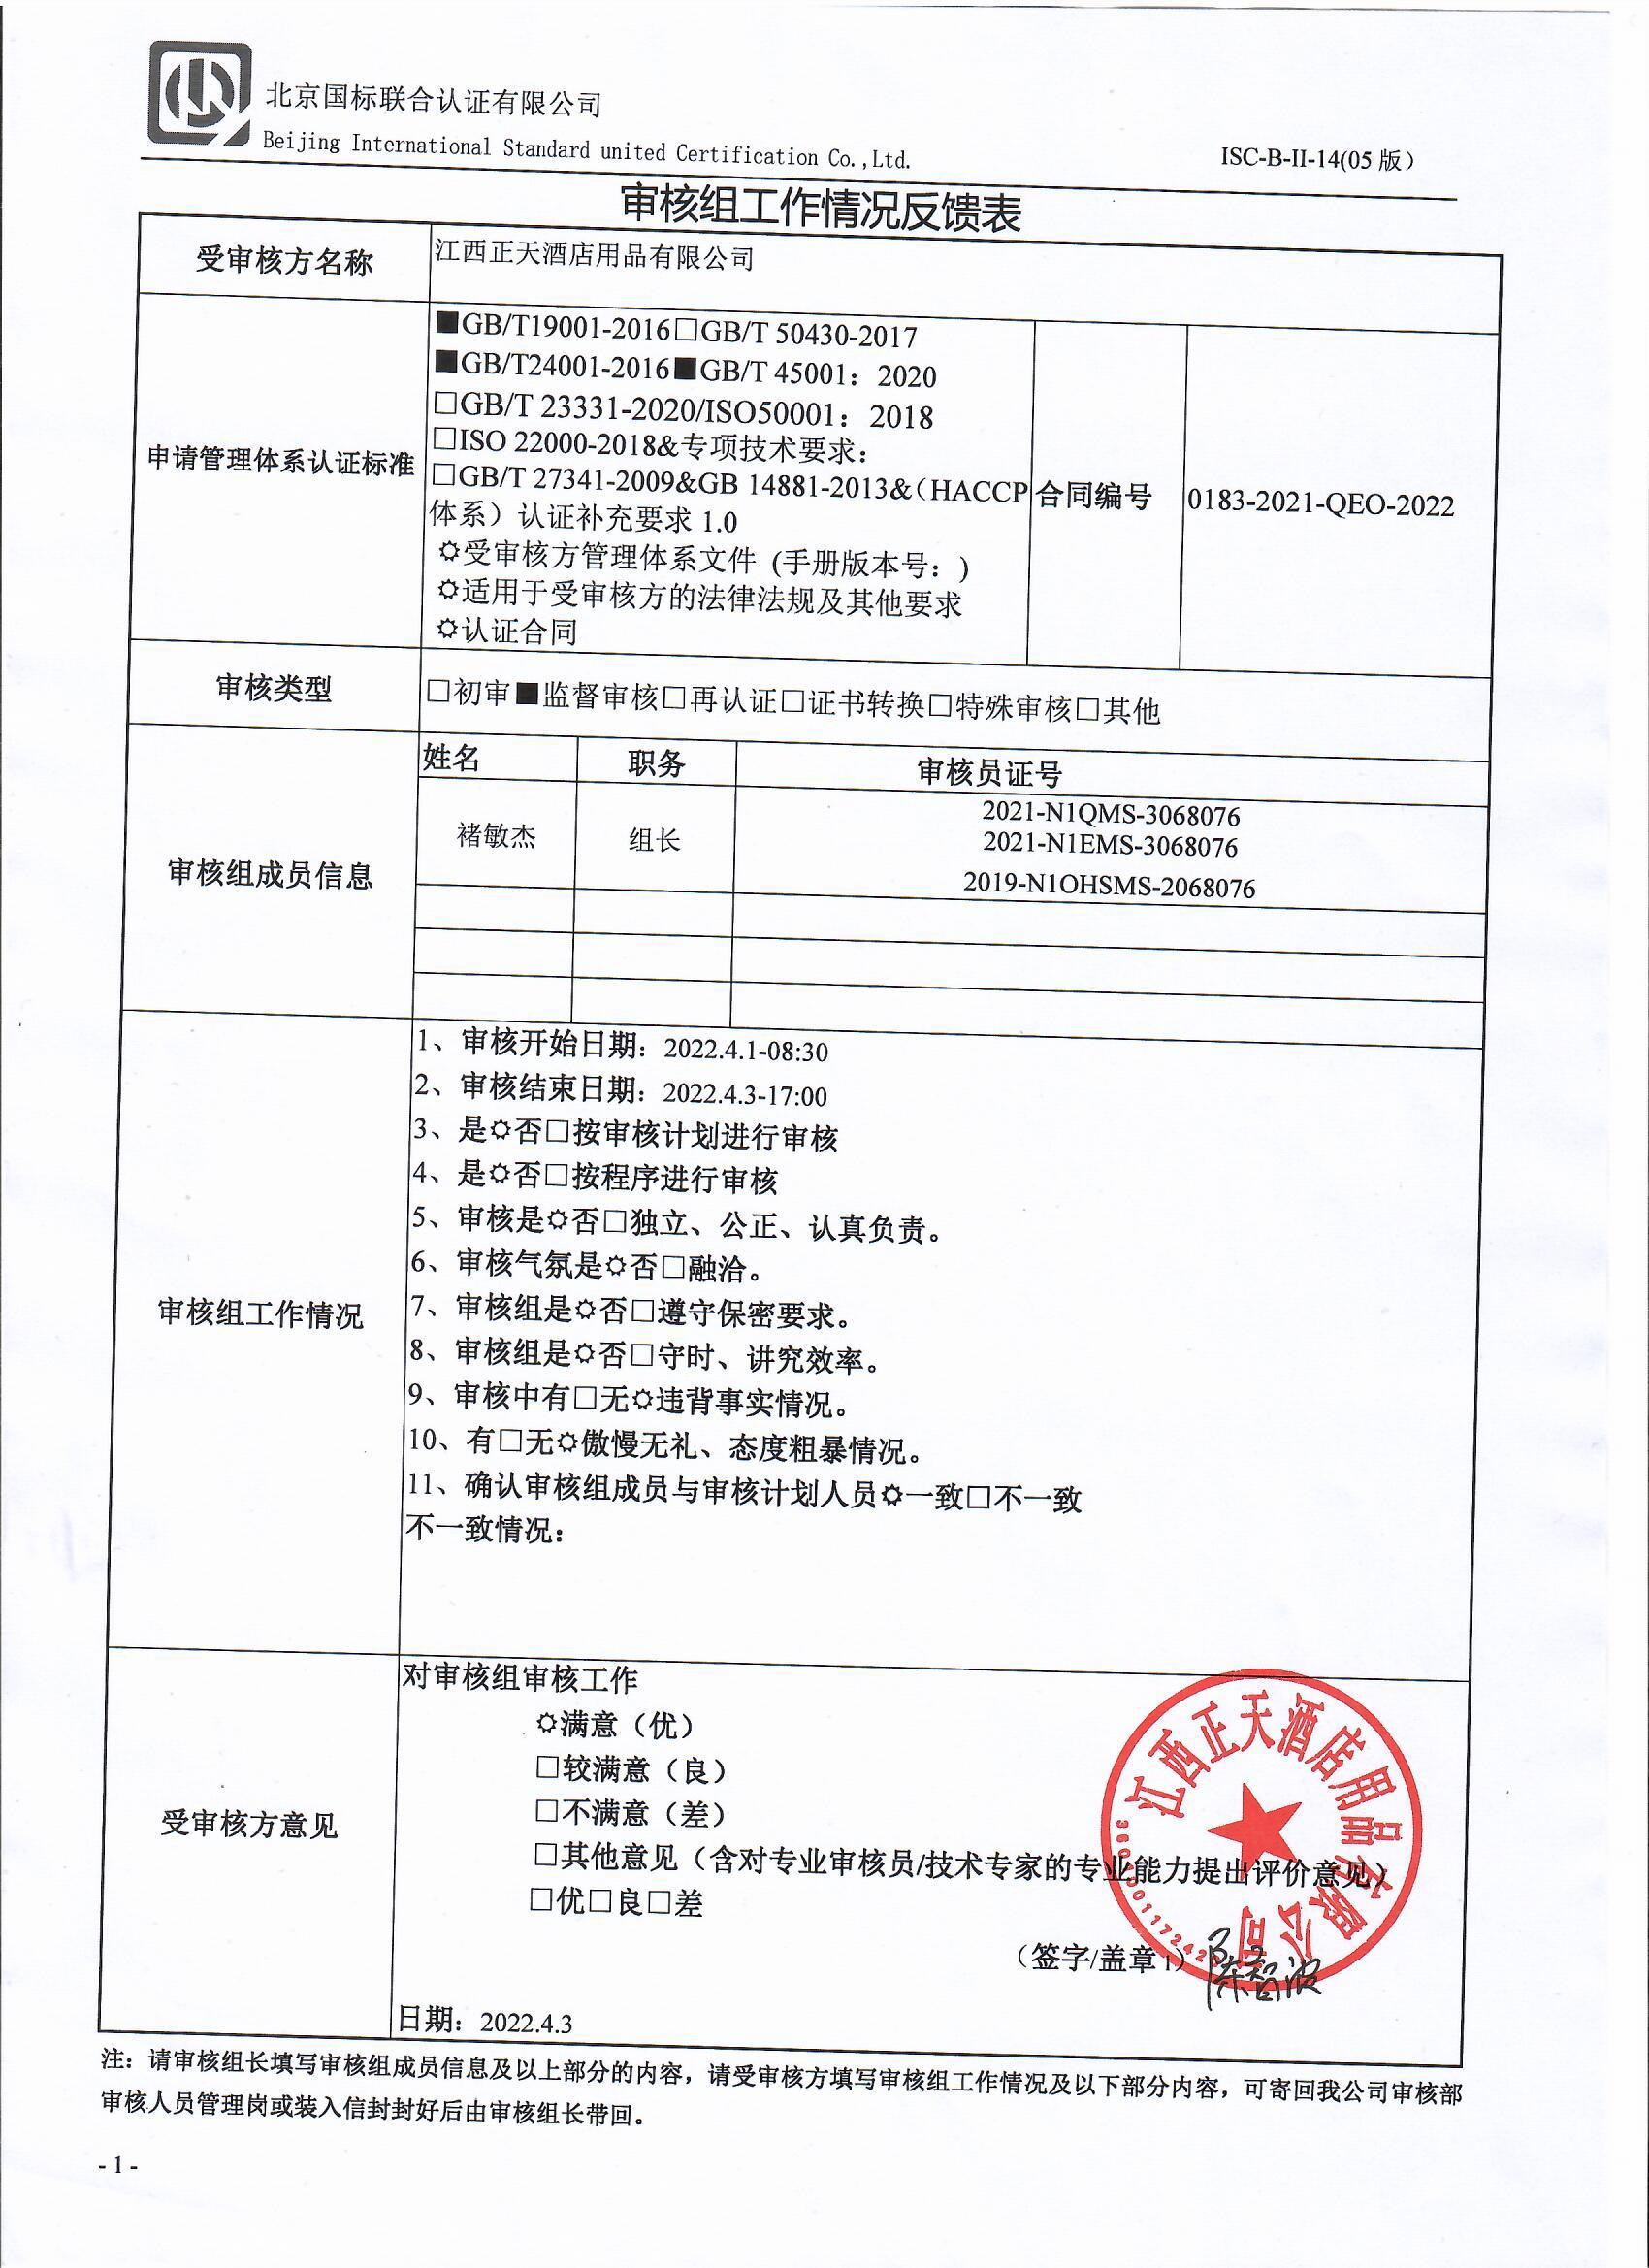 北京国标联合认证有限公司
Beijing International Standard united Certification Co.,Ltd.
ISC-B-II-14(05 版）
审核组工作情况反馈表
受审核方名称
江西正天酒店用品有限公司
申请管理体系认证标准
■GB/T19001-2016□GB/T 50430-2017
■GB/T24001-2016■GB/T 45001：2020
□GB/T 23331-2020/ISO50001：2018
□ISO 22000-2018&专项技术要求：
□GB/T 27341-2009&GB 14881-2013&（HACCP
体系）认证补充要求 1.0
✡受审核方管理体系文件 (手册版本号：)
✡适用于受审核方的法律法规及其他要求
✡认证合同
合同编号
0183-2021-QEO-2022
审核类型
□初审■监督审核□再认证□证书转换□特殊审核□其他
审核组成员信息
姓名 职务 审核员证号
褚敏杰 组长
2021-N1QMS-3068076
2021-N1EMS-3068076
2019-N1OHSMS-2068076
审核组工作情况
1、审核开始日期：2022.4.1-08:30
2、审核结束日期：2022.4.3-17:00
3、是✡否□按审核计划进行审核
4、是✡否□按程序进行审核
5、审核是✡否□独立、公正、认真负责。
6、审核气氛是✡否□融洽。
7、审核组是✡否□遵守保密要求。
8、审核组是✡否□守时、讲究效率。
9、审核中有□无✡违背事实情况。
10、有□无✡傲慢无礼、态度粗暴情况。
11、确认审核组成员与审核计划人员✡一致□不一致
不一致情况：
受审核方意见
对审核组审核工作
✡满意（优）
□较满意（良）
□不满意（差）
□其他意见（含对专业审核员/技术专家的专业能力提出评价意见）
□优□良□差
（签字/盖章）
江西正天酒店用品有限公司
日期：2022.4.3
注：请审核组长填写审核组成员信息及以上部分的内容，请受审核方填写审核组工作情况及以下部分内容，可寄回我公司审核部
审核人员管理岗或装入信封封好后由审核组长带回。
- 1 -